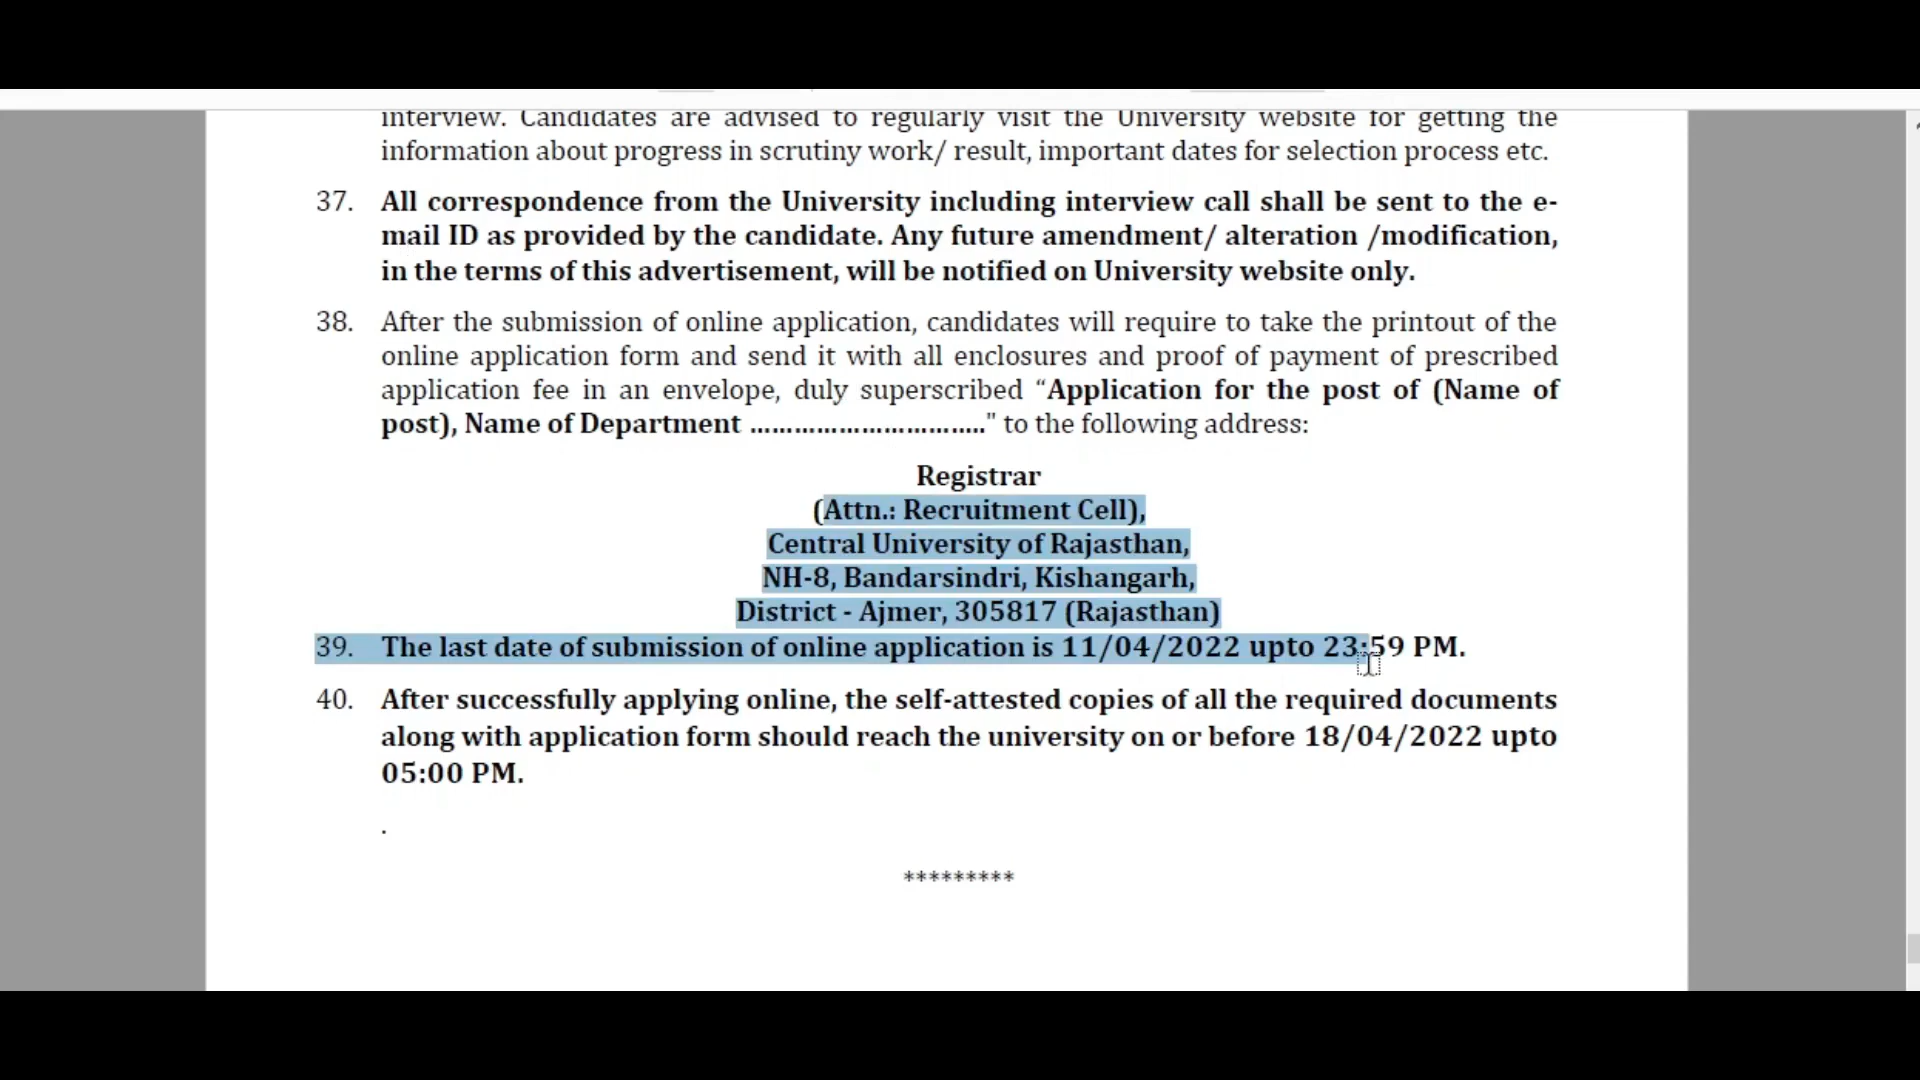 interview. Candidates are advised to regularly visit the University website for getting the
information about progress in scrutiny work/ result, important dates for selection process etc.
37. All correspondence from the University including interview call shall be sent to the e-
mail ID as provided by the candidate. Any future amendment/ alteration /modification,
in the terms of this advertisement, will be notified on University website only.
38. After the submission of online application, candidates will require to take the printout of the
online application form and send it with all enclosures and proof of payment of prescribed
application fee in an envelope, duly superscribed “Application for the post of (Name of
post), Name of Department ................................" to the following address:
Registrar
(Attn.: Recruitment Cell),
Central University of Rajasthan,
NH-8, Bandarsindri, Kishangarh,
District - Ajmer, 305817 (Rajasthan)
39. The last date of submission of online application is 11/04/2022 upto 23:59 PM.
40. After successfully applying online, the self-attested copies of all the required documents
along with application form should reach the university on or before 18/04/2022 upto
05:00 PM.
.
*********